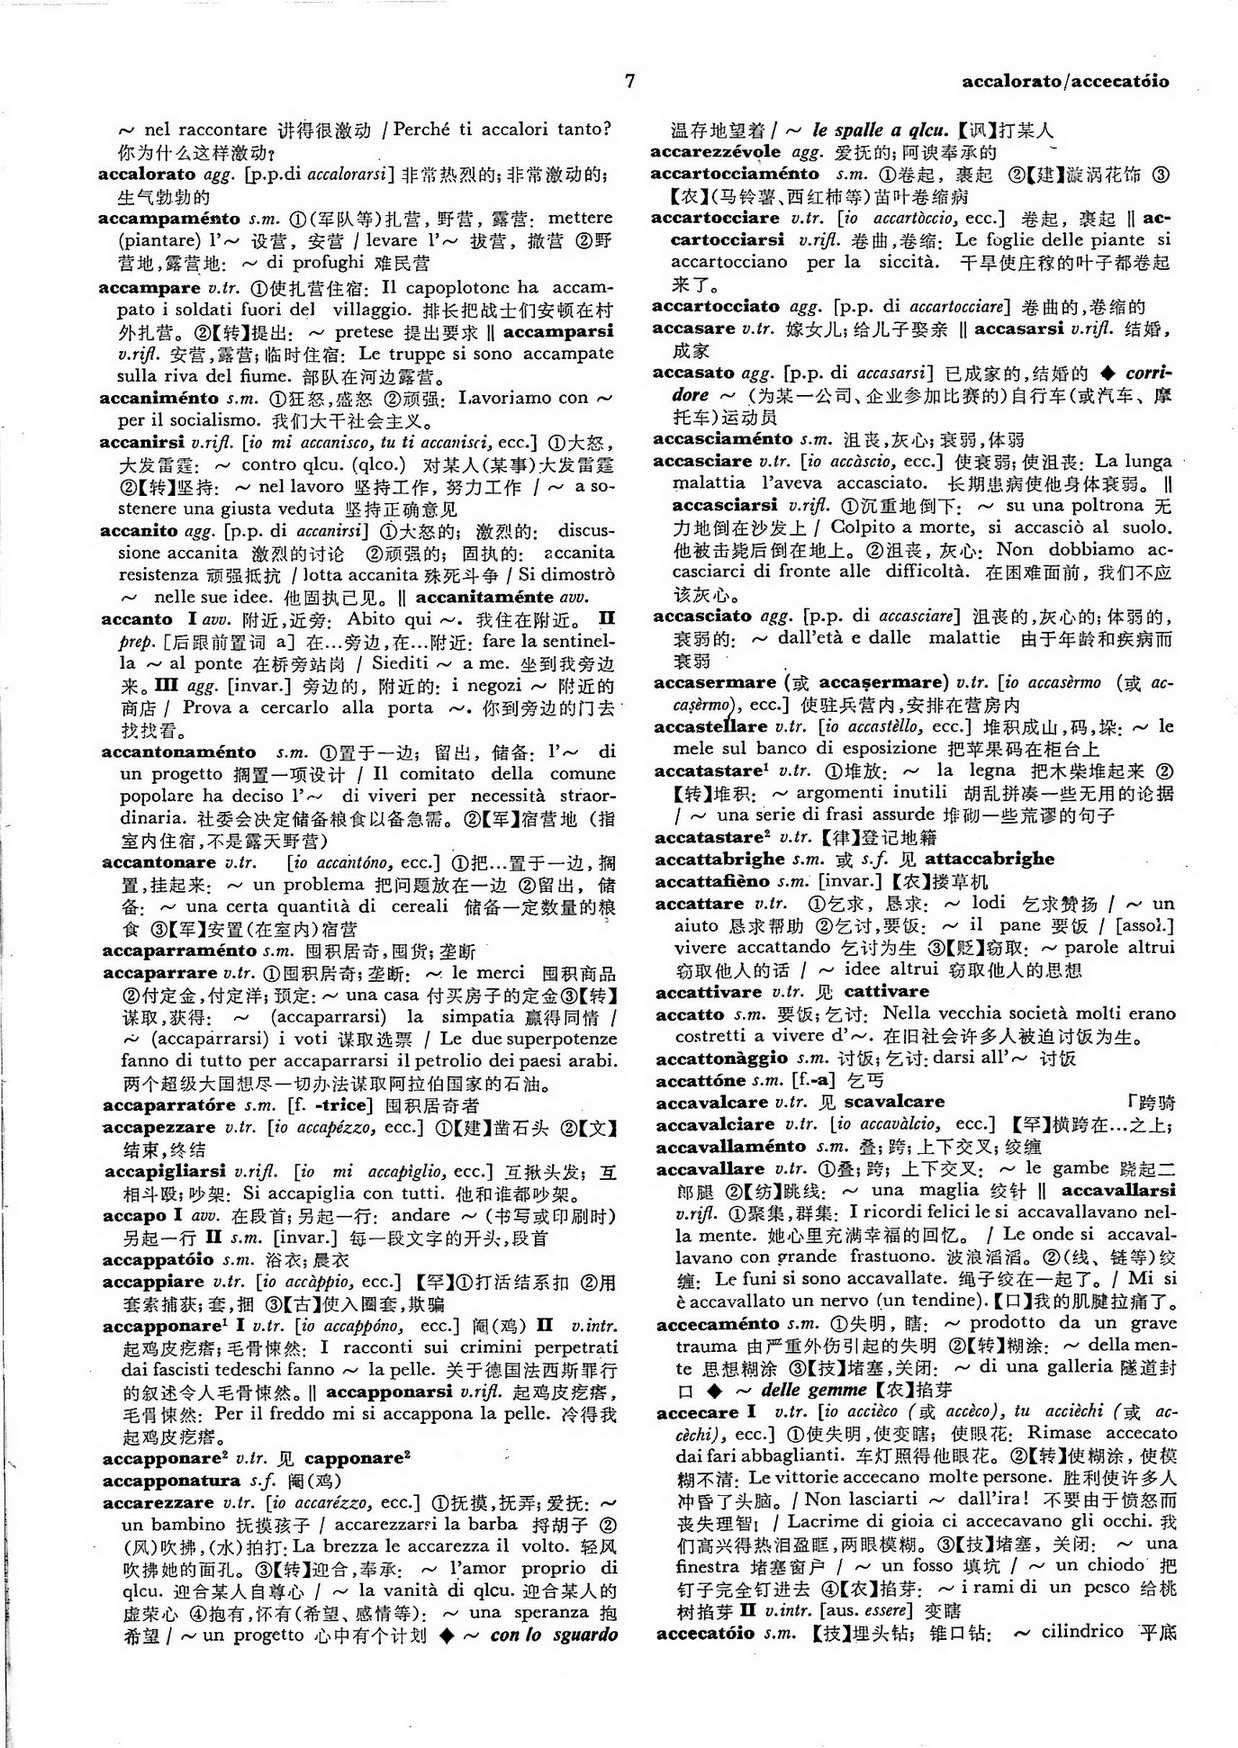 7
accalorato/accecatóio
～ nel raccontare 讲得很激动 / Perché ti accalori tanto?
你为什么这样激动?
accalorato agg. [p.p.di accalorarsi] 非常热烈的; 非常激动的;
生气勃勃的
accampaménto s.m. ①(军队等)扎营, 野营, 露营: mettere
(piantare) l'～ 设营, 安营 / levare l'～ 拔营, 撤营 ②野
营地,露营地: ～ di profughi 难民营
accampare v.tr. ①使扎营住宿: Il capoplotone ha accam-
pato i soldati fuori del villaggio. 排长把战士们安顿在村
外扎营。②【转】提出: ～ pretese 提出要求 ‖ accamparsi
v.rifl. 安营,露营; 临时住宿: Le truppe si sono accampate
sulla riva del fiume. 部队在河边露营。
accaniménto s.m. ①狂怒,盛怒 ②顽强: Lavoriamo con ～
per il socialismo. 我们大干社会主义。
accanirsi v.rifl. [io mi accanisco, tu ti accanisci, ecc.] ①大怒,
大发雷霆: ～ contro qlcu. (qlco.) 对某人(某事)大发雷霆
②【转】坚持: ～ nel lavoro 坚持工作, 努力工作 / ～ a so-
stenere una giusta veduta 坚持正确意见
accanito agg. [p.p. di accanirsi] ①大怒的; 激烈的: discus-
sione accanita 激烈的讨论 ②顽强的; 固执的: accanita
resistenza 顽强抵抗 / lotta accanita 殊死斗争 / Si dimostrò
～ nelle sue idee. 他固执己见。‖ accanitaménte avv.
accanto I avv. 附近,近旁: Abito qui ～. 我住在附近。 II
prep. [后跟前置词 a] 在…旁边,在…附近: fare la sentinel-
la ～ al ponte 在桥旁站岗 / Siediti ～ a me. 坐到我旁边
来。III agg. [invar.] 旁边的, 附近的: i negozi ～ 附近的
商店 / Prova a cercarlo alla porta ～. 你到旁边的门去
找找看。
accantonaménto s.m. ①置于一边; 留出, 储备: l'～ di
un progetto 搁置一项设计 / Il comitato della comune
popolare ha deciso l'～ di viveri per necessità straor-
dinaria. 社委会决定储备粮食以备急需。②【军】宿营地 (指
室内住宿,不是露天野营)
accantonare v.tr. [io accantóno, ecc.] ①把…置于一边, 搁
置,挂起来: ～ un problema 把问题放在一边 ②留出, 储
备: ～ una certa quantità di cereali 储备一定数量的粮
食 ③【军】安置(在室内)宿营
accaparraménto s.m. 囤积居奇,囤货; 垄断
accaparrare v.tr. ①囤积居奇; 垄断: ～ le merci 囤积商品
②付定金,付定洋; 预定: ～ una casa 付买房子的定金③【转】
谋取,获得: ～ (accaparrarsi) la simpatia 赢得同情 /
～ (accaparrarsi) i voti 谋取选票 / Le due superpotenze
fanno di tutto per accaparrarsi il petrolio dei paesi arabi.
两个超级大国想尽一切办法谋取阿拉伯国家的石油。
accaparratóre s.m. [f. -trice] 囤积居奇者
accapezzare v.tr. [io accapézzo, ecc.] ①【建】凿石头 ②【文】
结束,终结
accapigliarsi v.rifl. [io mi accapìglio, ecc.] 互揪头发; 互
相斗殴; 吵架: Si accapiglia con tutti. 他和谁都吵架。
accapo I avv. 在段首; 另起一行: andare ～ (书写或印刷时)
另起一行 II s.m. [invar.] 每一段文字的开头,段首
accappatóio s.m. 浴衣; 晨衣
accappiare v.tr. [io accàppio, ecc.] 【罕】①打活结系扣 ②用
套索捕获; 套,捆 ③【古】使入圈套,欺骗
accapponare¹ I v.tr. [io accappóno, ecc.] 阉(鸡) II v.intr.
起鸡皮疙瘩; 毛骨悚然: I racconti sui crimini perpetrati
dai fascisti tedeschi fanno ～ la pelle. 关于德国法西斯罪行
的叙述令人毛骨悚然。‖ accapponarsi v.rifl. 起鸡皮疙瘩,
毛骨悚然: Per il freddo mi si accappona la pelle. 冷得我
起鸡皮疙瘩。
accapponare² v.tr. 见 capponare²
accapponatura s.f. 阉(鸡)
accarezzare v.tr. [io accarézzo, ecc.] ①抚摸,抚弄; 爱抚: ～
un bambino 抚摸孩子 / accarezzarsi la barba 捋胡子 ②
(风)吹拂,(水)拍打: La brezza le accarezza il volto. 轻风
吹拂她的面孔。③【转】迎合,奉承: ～ l'amor proprio di
qlcu. 迎合某人自尊心 / ～ la vanità di qlcu. 迎合某人的
虚荣心 ④抱有,怀有(希望、感情等): ～ una speranza 抱
希望 / ～ un progetto 心中有个计划 ◆ ～ con lo sguardo
温存地望着 / ～ le spalle a qlcu.【讽】打某人
accarezzévole agg. 爱抚的; 阿谀奉承的
accartocciaménto s.m. ①卷起, 裹起 ②【建】漩涡花饰 ③
【农】(马铃薯、西红柿等)苗叶卷缩病
accartocciare v.tr. [io accartòccio, ecc.] 卷起, 裹起 ‖ ac-
cartocciarsi v.rifl. 卷曲,卷缩: Le foglie delle piante si
accartocciano per la siccità. 干旱使庄稼的叶子都卷起
来了。
accartocciato agg. [p.p. di accartocciare] 卷曲的,卷缩的
accasare v.tr. 嫁女儿; 给儿子娶亲 ‖ accasarsi v.rifl. 结婚,
成家
accasato agg. [p.p. di accasarsi] 已成家的,结婚的 ◆ corri-
dore ～ (为某一公司、企业参加比赛的)自行车(或汽车、摩
托车)运动员
accasciaménto s.m. 沮丧,灰心; 衰弱,体弱
accasciare v.tr. [io accàscio, ecc.] 使衰弱; 使沮丧: La lunga
malattia l'aveva accasciato. 长期患病使他身体衰弱。‖
accasciarsi v.rifl. ①沉重地倒下: ～ su una poltrona 无
力地倒在沙发上 / Colpito a morte, si accasciò al suolo.
他被击毙后倒在地上。②沮丧, 灰心: Non dobbiamo ac-
casciarci di fronte alle difficoltà. 在困难面前, 我们不应
该灰心。
accasciato agg. [p.p. di accasciare] 沮丧的,灰心的; 体弱的,
衰弱的: ～ dall'età e dalle malattie 由于年龄和疾病而
衰弱
accasermare (或 accaṣermare) v.tr. [io accasèrmo (或 ac-
caṣèrmo), ecc.] 使驻兵营内,安排在营房内
accastellare v.tr. [io accastèllo, ecc.] 堆积成山,码,垛: ～ le
mele sul banco di esposizione 把苹果码在柜台上
accatastare¹ v.tr. ①堆放: ～ la legna 把木柴堆起来 ②
【转】堆积: ～ argomenti inutili 胡乱拼凑一些无用的论据
/ ～ una serie di frasi assurde 堆砌一些荒谬的句子
accatastare² v.tr.【律】登记地籍
accattabrighe s.m. 或 s.f. 见 attaccabrighe
accattafièno s.m. [invar.]【农】搂草机
accattare v.tr. ①乞求, 恳求: ～ lodi 乞求赞扬 / ～ un
aiuto 恳求帮助 ②乞讨,要饭: ～ il pane 要饭 / [assol.]
vivere accattando 乞讨为生 ③【贬】窃取: ～ parole altrui
窃取他人的话 / ～ idee altrui 窃取他人的思想
accattivare v.tr. 见 cattivare
accatto s.m. 要饭; 乞讨: Nella vecchia società molti erano
costretti a vivere d'～. 在旧社会许多人被迫讨饭为生。
accattonàggio s.m. 讨饭; 乞讨: darsi all'～ 讨饭
accattóne s.m. [f.-a] 乞丐
accavalcare v.tr. 见 scavalcare 「跨骑
accavalciare v.tr. [io accavàlcio, ecc.] 【罕】横跨在…之上;
accavallaménto s.m. 叠; 跨; 上下交叉; 绞缠
accavallare v.tr. ①叠; 跨; 上下交叉: ～ le gambe 跷起二
郎腿 ②【纺】跳线: ～ una maglia 绞针 ‖ accavallarsi
v.rifl. ①聚集,群集: I ricordi felici le si accavallavano nel-
la mente. 她心里充满幸福的回忆。 / Le onde si accaval-
lavano con grande frastuono. 波浪滔滔。②(线、链等)绞
缠: Le funi si sono accavallate. 绳子绞在一起了。/ Mi si
è accavallato un nervo (un tendine).【口】我的肌腱拉痛了。
accecaménto s.m. ①失明, 瞎: ～ prodotto da un grave
trauma 由严重外伤引起的失明 ②【转】糊涂: ～ della men-
te 思想糊涂 ③【技】堵塞,关闭: ～ di una galleria 隧道封
口 ◆ ～ delle gemme【农】掐芽
accecare I v.tr. [io accièco (或 accèco), tu accièchi (或 ac-
cèchi), ecc.] ①使失明,使变瞎; 使眼花: Rimase accecato
dai fari abbaglianti. 车灯照得他眼花。②【转】使糊涂, 使模
糊不清: Le vittorie accecano molte persone. 胜利使许多人
冲昏了头脑。/ Non lasciarti ～ dall'ira! 不要由于愤怒而
丧失理智! / Lacrime di gioia ci accecavano gli occhi. 我
们高兴得热泪盈眶,两眼模糊。③【技】堵塞, 关闭: ～ una
finestra 堵塞窗户 / ～ un fosso 填坑 / ～ un chiodo 把
钉子完全钉进去 ④【农】掐芽: ～ i rami di un pesco 给桃
树掐芽 II v.intr. [aus. essere] 变瞎
accecatóio s.m. 【技】埋头钻; 锥口钻: ～ cilindrico 平底